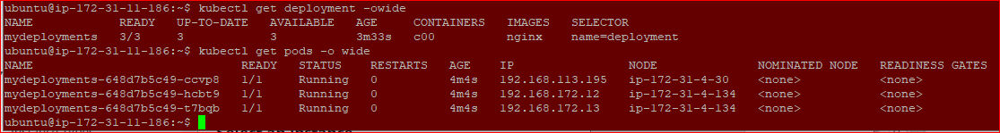 ubuntu@ip-172-31-11-186:~$ kubectl get deployment -owide
NAME READY UP-TO-DATE AVAILABLE AGE CONTAINERS IMAGES SELECTOR
mydeployments 3/3 3 3 3m33s c00 nginx name=deployment
ubuntu@ip-172-31-11-186:~$ kubectl get pods -o wide
NAME READY STATUS RESTARTS AGE IP NODE NOMINATED NODE READINESS GATES
mydeployments-648d7b5c49-ccvp8 1/1 Running 0 4m4s 192.168.113.195 ip-172-31-4-30 <none> <none>
mydeployments-648d7b5c49-hcbt9 1/1 Running 0 4m4s 192.168.172.12 ip-172-31-4-134 <none> <none>
mydeployments-648d7b5c49-t7bqb 1/1 Running 0 4m4s 192.168.172.13 ip-172-31-4-134 <none> <none>
ubuntu@ip-172-31-11-186:~$